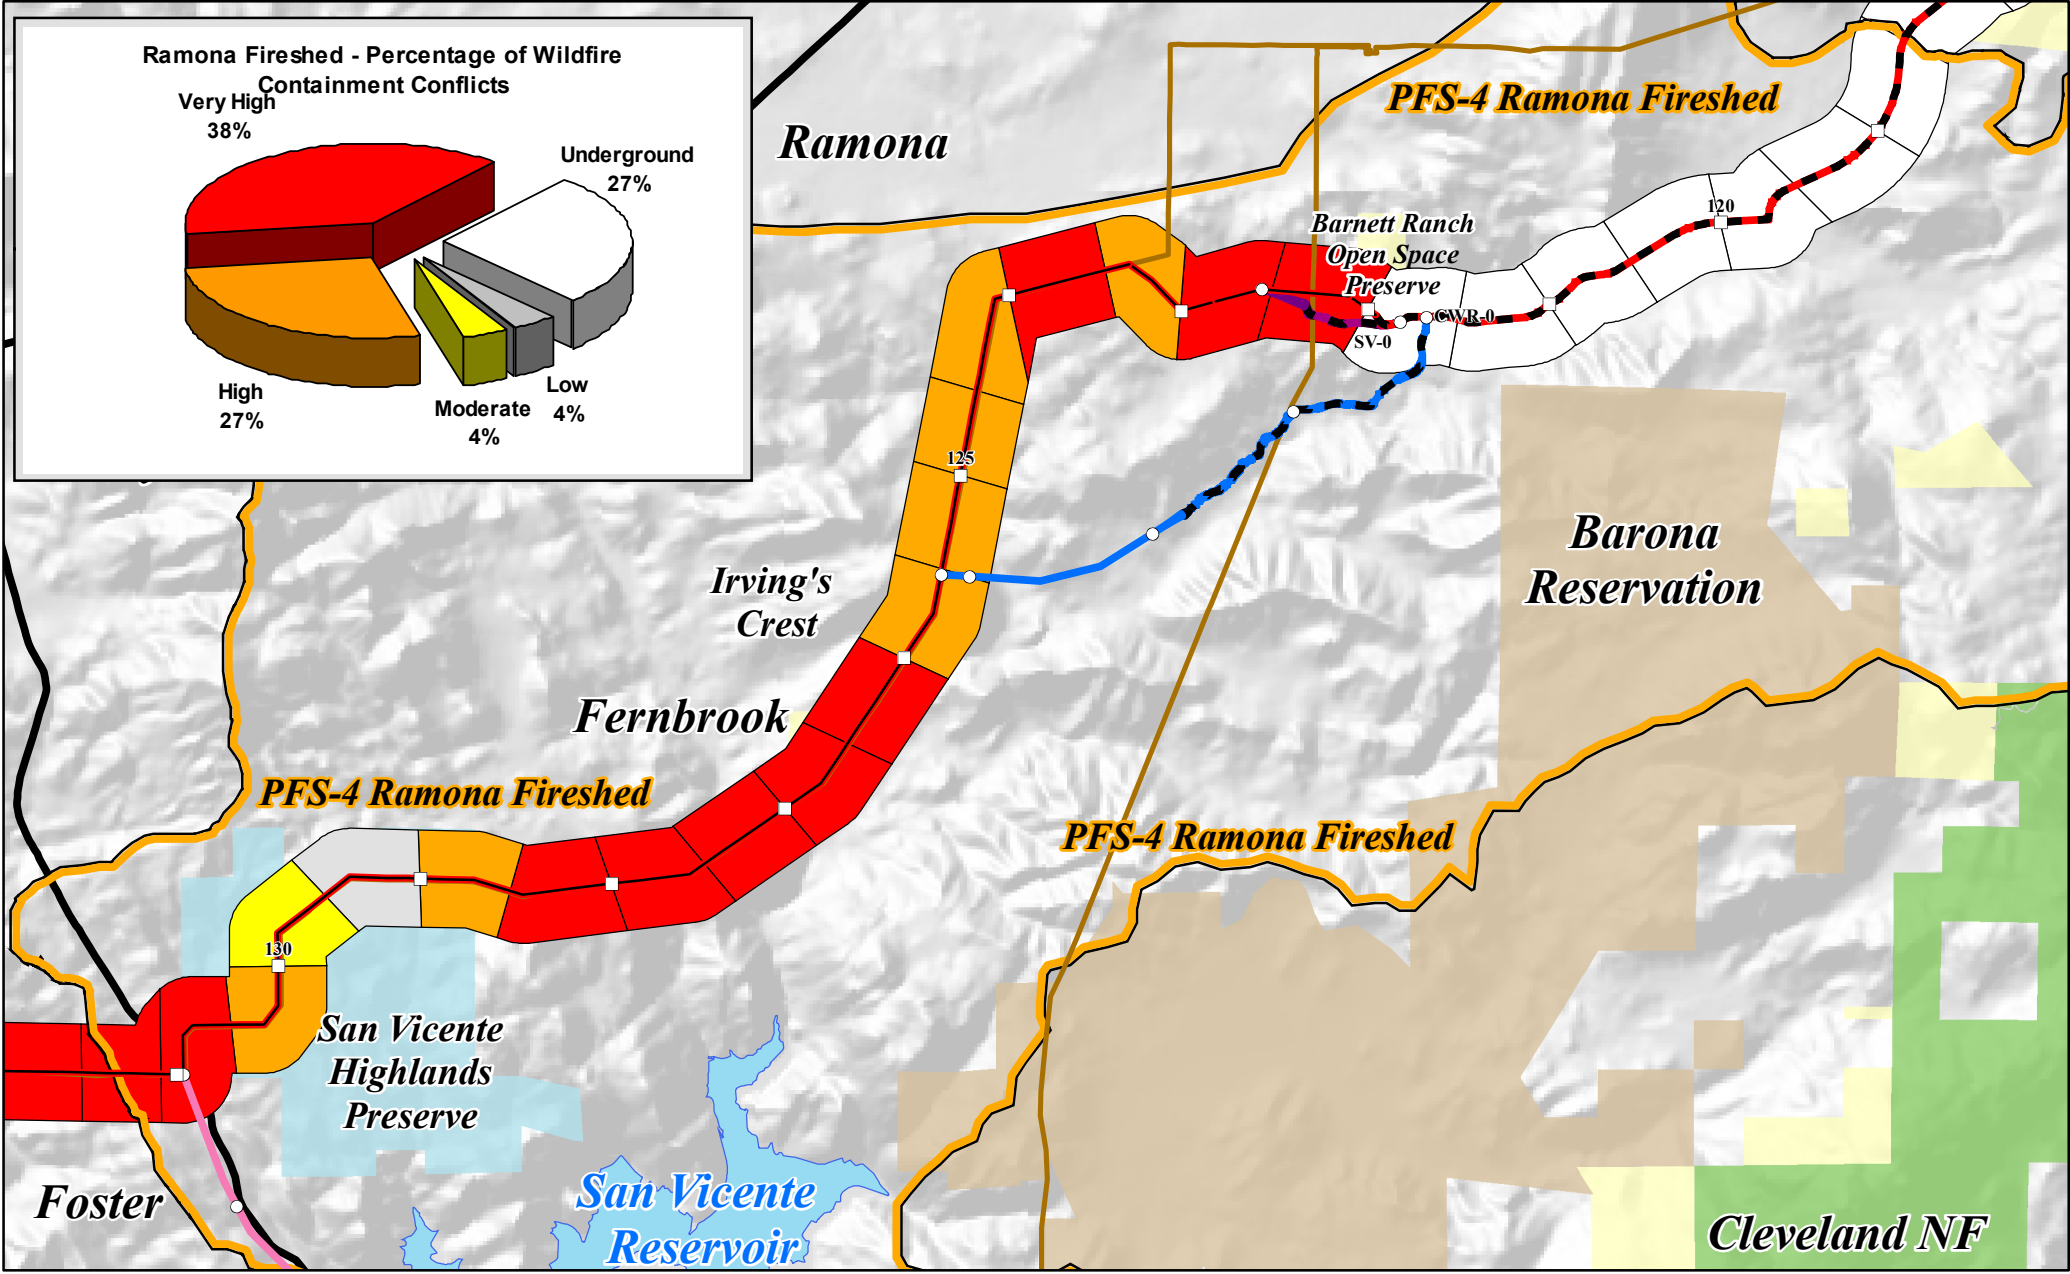 Ramona Fireshed - Percentage of Wildfire
Containment Conflicts
Very High
38%
Underground
27%
High
27%
Moderate
4%
Low
4%
Ramona
PFS-4 Ramona Fireshed
Barnett Ranch
Open Space
Preserve
120
CWR-0
SV-0
125
Barona
Reservation
Irving's
Crest
Fernbrook
PFS-4 Ramona Fireshed
PFS-4 Ramona Fireshed
130
San Vicente
Highlands
Preserve
Foster
San Vicente
Reservoir
Cleveland NF